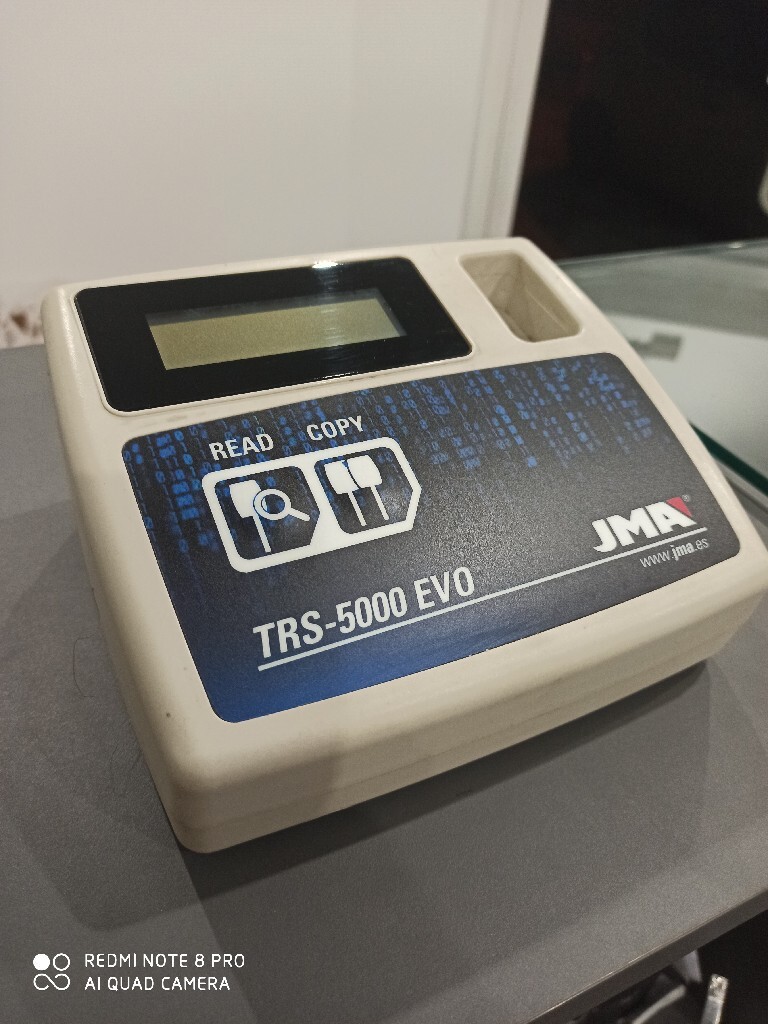 READ COPY
JMA®
www.jma.es
TRS-5000 EVO
REDMI NOTE 8 PRO
AI QUAD CAMERA